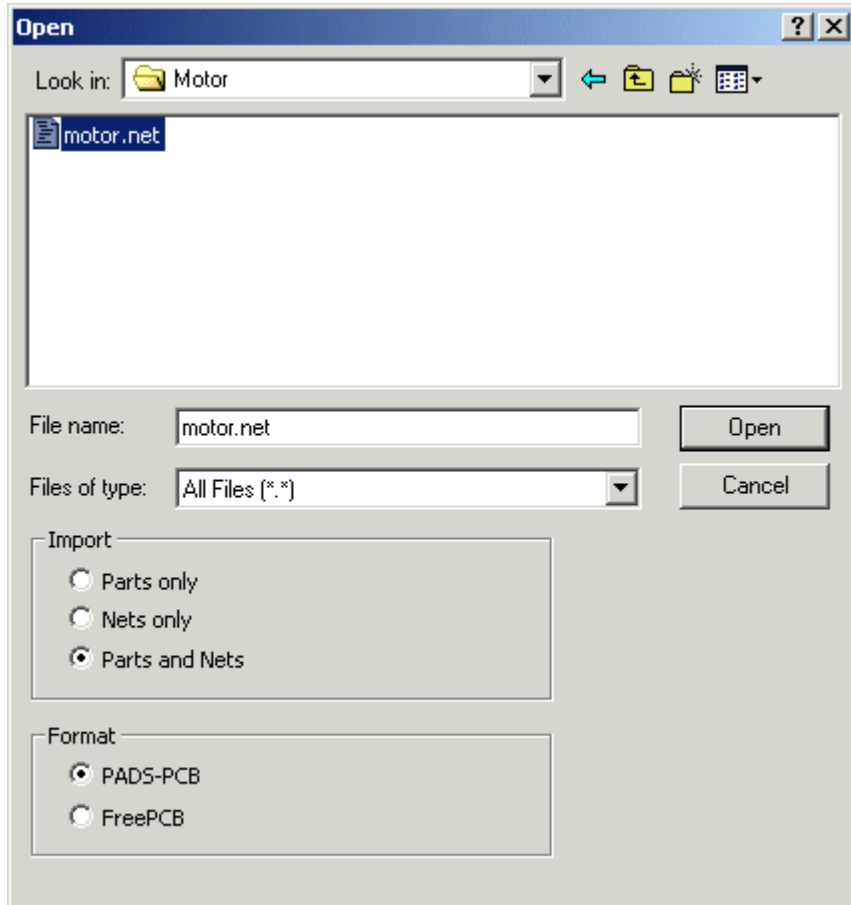 Open
Look in: Motor
motor.net
File name: motor.net Open
Files of type: All Files (*.*) Cancel
Import
Parts only
Nets only
Parts and Nets
Format
PADS-PCB
FreePCB